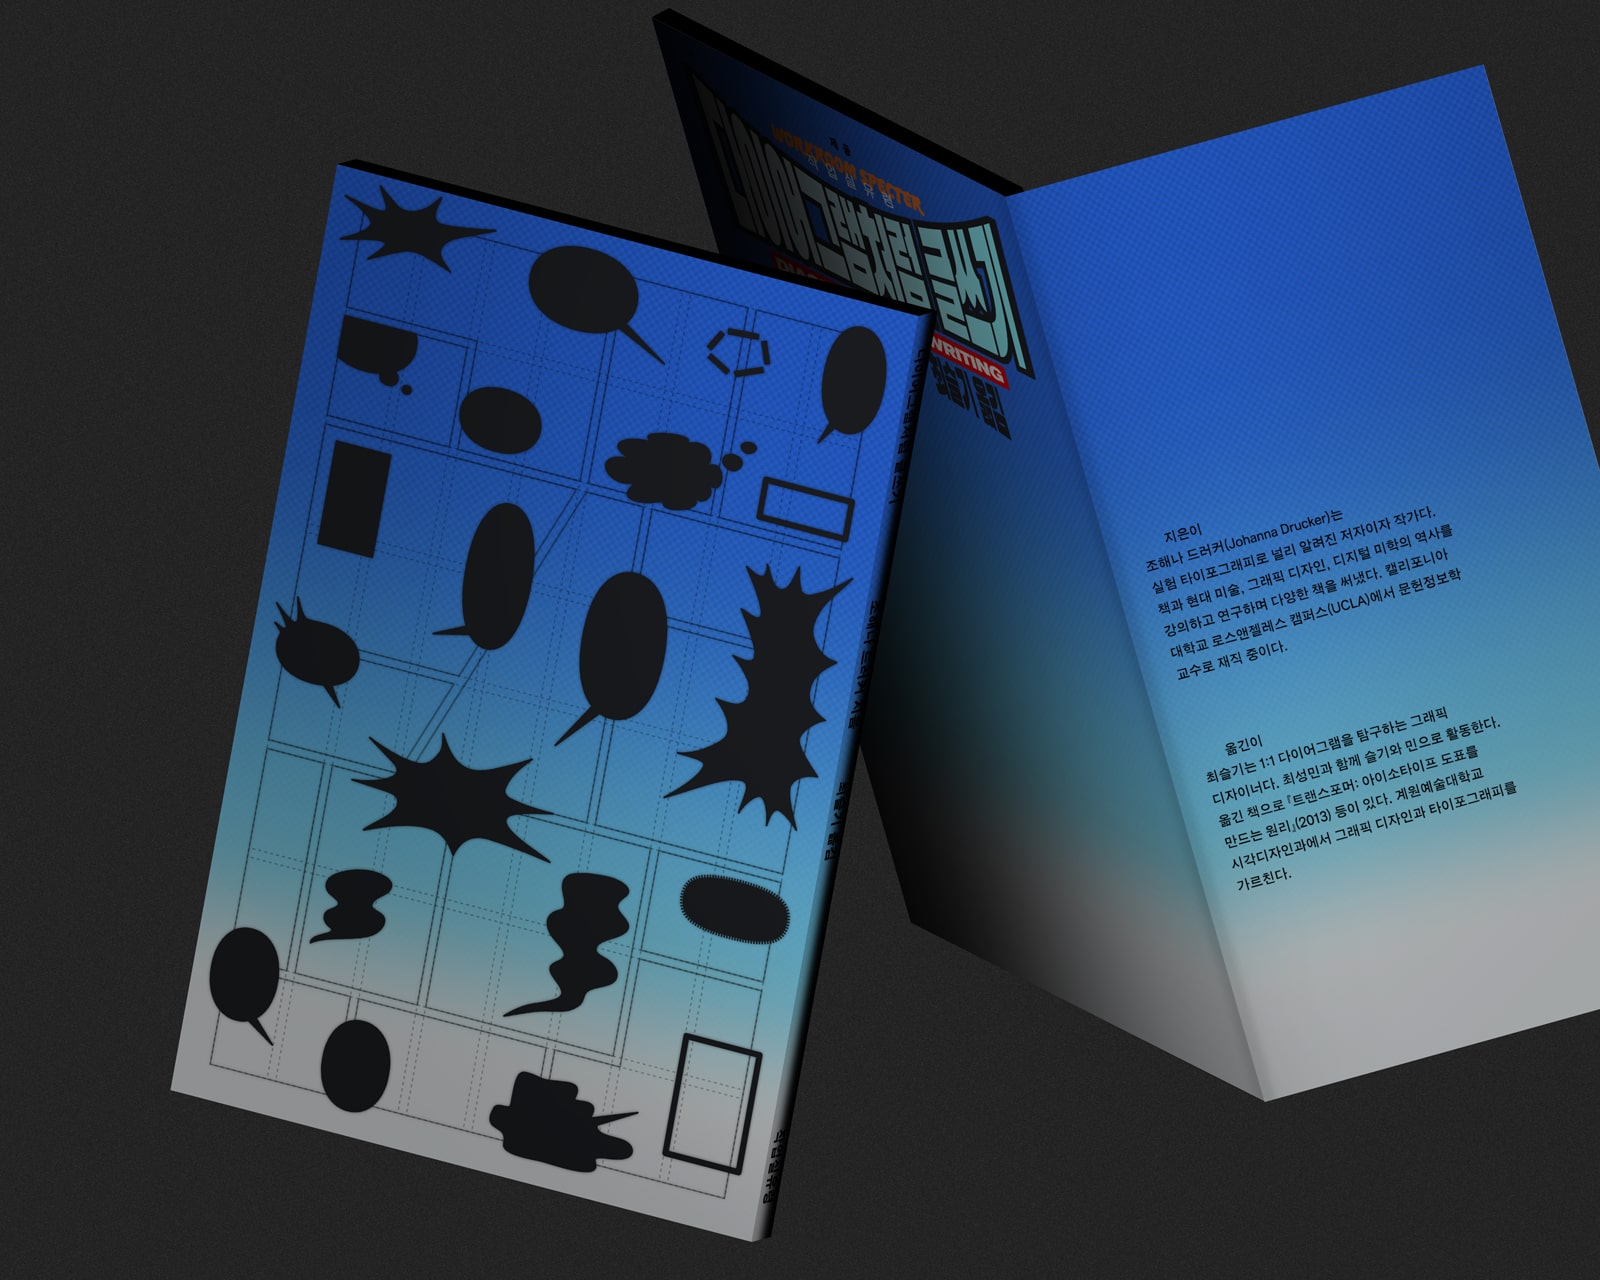 제공
WORKROOM SPECTER
작업실유령
다이어그램처럼 글쓰기
WRITING
최슬기 옮김
지은이
조해나 드러커(Johanna Drucker)는
실험 타이포그래피로 널리 알려진 저자이자 작가다.
책과 현대 미술, 그래픽 디자인, 디지털 미학의 역사를
강의하고 연구하며 다양한 책을 써냈다. 캘리포니아
대학교 로스앤젤레스 캠퍼스(UCLA)에서 문헌정보학
교수로 재직 중이다.
옮긴이
최슬기는 1:1 다이어그램을 탐구하는 그래픽
디자이너다. 최성민과 함께 슬기와 민으로 활동한다.
옮긴 책으로 『트랜스포머: 아이소타이프 도표를
만드는 원리』(2013) 등이 있다. 계원예술대학교
시각디자인과에서 그래픽 디자인과 타이포그래피를
가르친다.